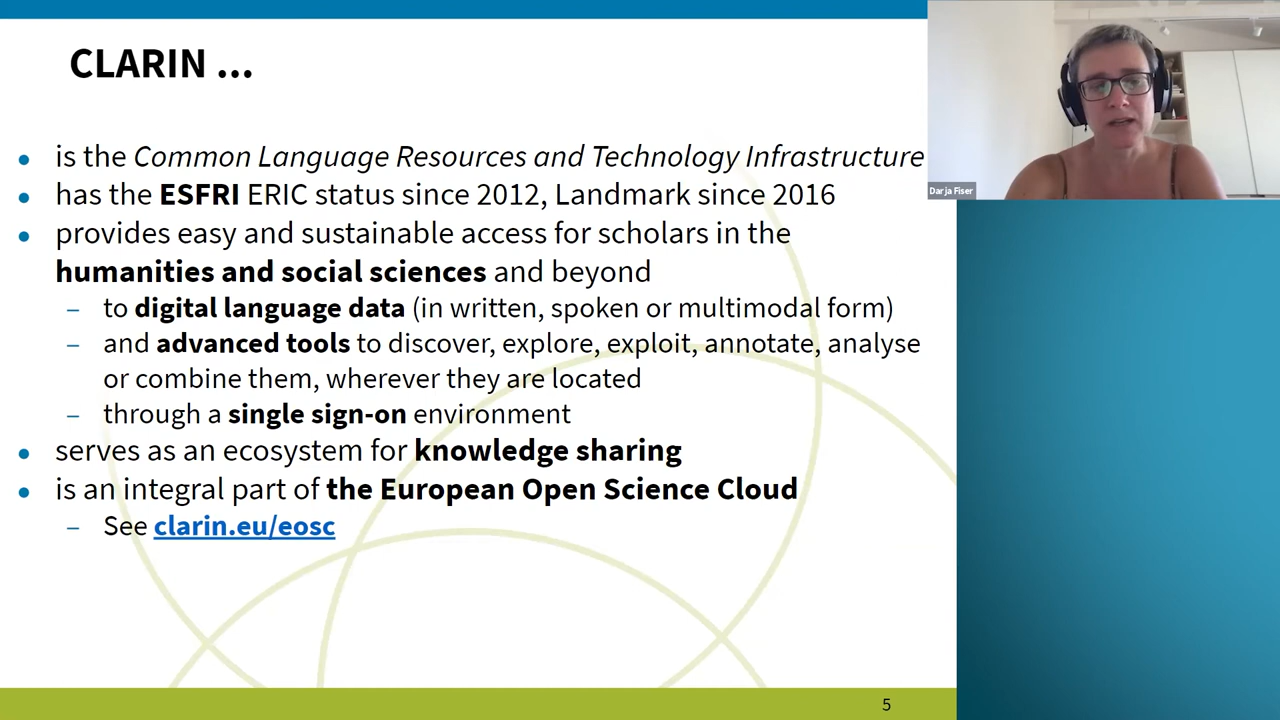 CLARIN ...
is the Common Language Resources and Technology Infrastructure
has the ESFRI ERIC status since 2012, Landmark since 2016
provides easy and sustainable access for scholars in the
humanities and social sciences and beyond
– to digital language data (in written, spoken or multimodal form)
– and advanced tools to discover, explore, exploit, annotate, analyse
or combine them, wherever they are located
– through a single sign-on environment
serves as an ecosystem for knowledge sharing
is an integral part of the European Open Science Cloud
– See clarin.eu/eosc
5
Darja Fiser